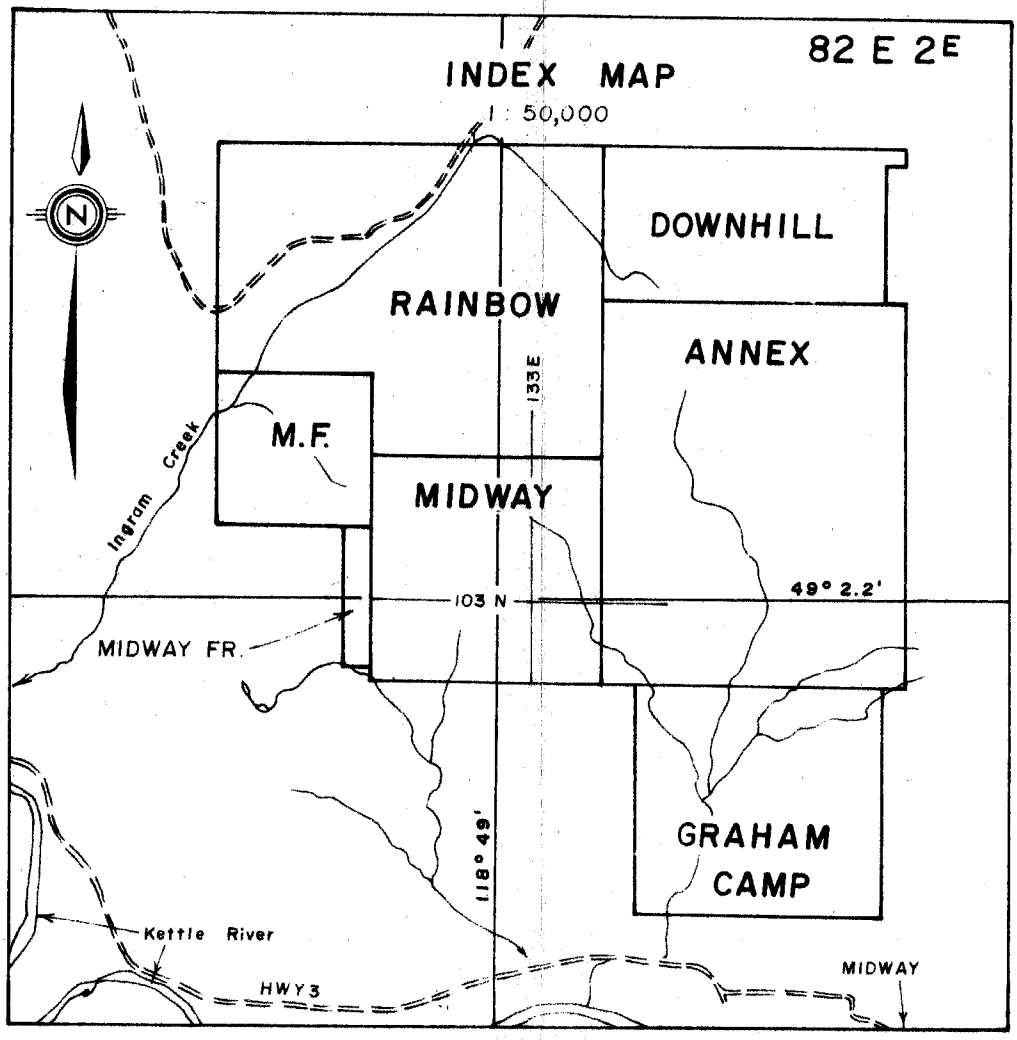 82 E 2E
INDEX MAP
1 : 50,000
N
DOWNHILL
RAINBOW
ANNEX
133E
M.F.
Ingram Creek
MIDWAY
103 N
49° 2.2'
MIDWAY FR.
118° 49'
GRAHAM
CAMP
Kettle River
HWY 3
MIDWAY